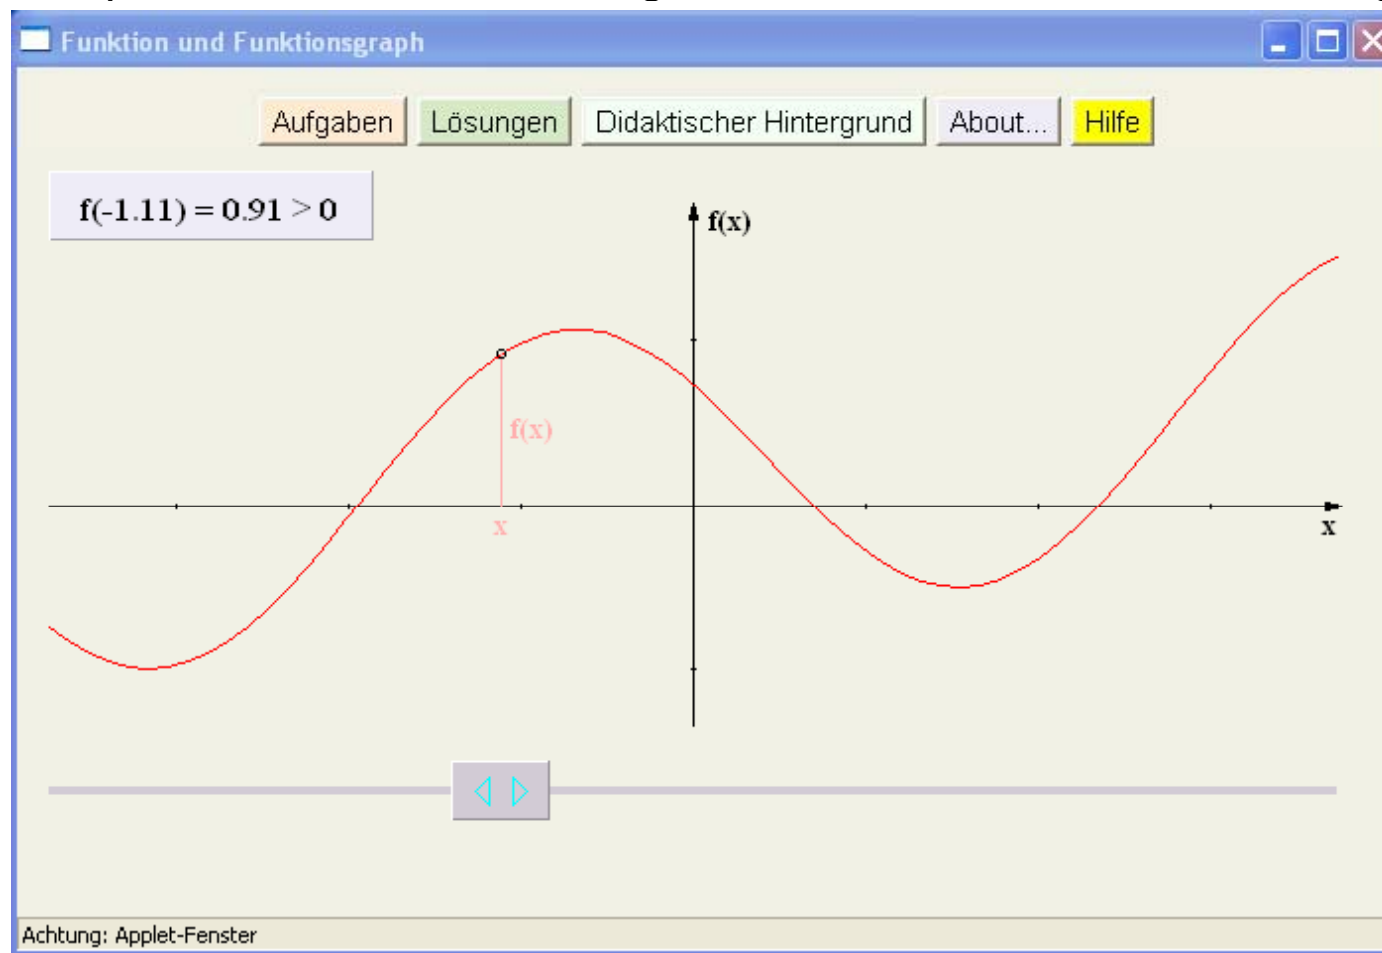 Funktion und Funktionsgraph
Aufgaben Lösungen Didaktischer Hintergrund About... Hilfe
f(-1.11) = 0.91 > 0
f(x)
f(x)
x
x
Achtung: Applet-Fenster